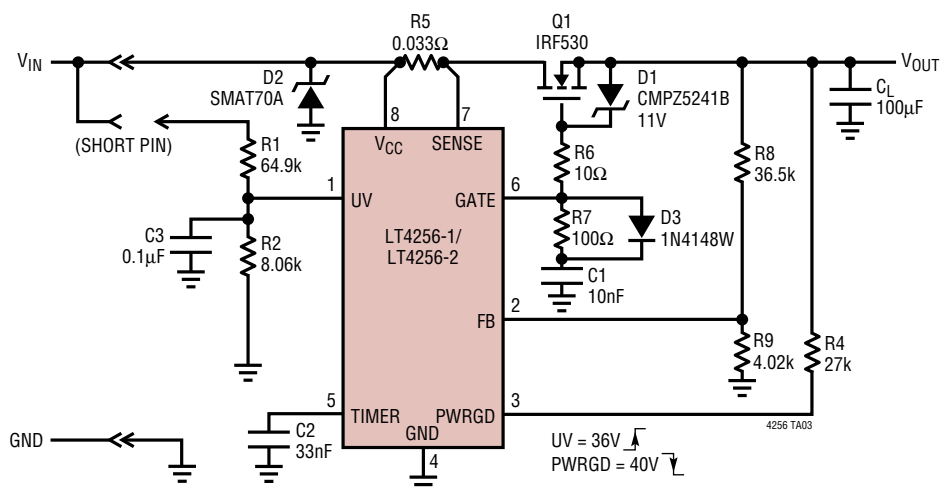 R5
0.033Ω
Q1
IRF530
VIN
VOUT
D2
SMAT70A
D1
CMPZ5241B
11V
CL
100µF
(SHORT PIN)
8
7
VCC
SENSE
R1
64.9k
R6
10Ω
R8
36.5k
1
UV
GATE
6
R7
100Ω
D3
1N4148W
LT4256-1/
LT4256-2
C3
0.1µF
R2
8.06k
C1
10nF
FB
2
R9
4.02k
R4
27k
5
TIMER
PWRGD
3
4256 TA03
GND
GND
C2
33nF
4
UV = 36V
PWRGD = 40V